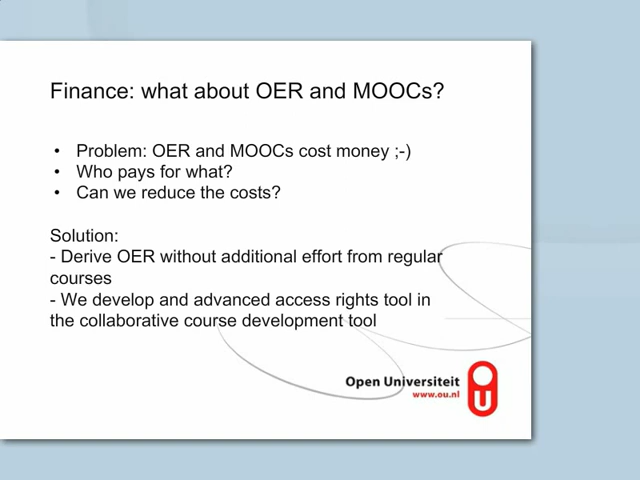 Finance: what about OER and MOOCs?
• Problem: OER and MOOCs cost money ;-)
• Who pays for what?
• Can we reduce the costs?
Solution:
- Derive OER without additional effort from regular
courses
- We develop and advanced access rights tool in
the collaborative course development tool
Open Universiteit
www.ou.nl
U